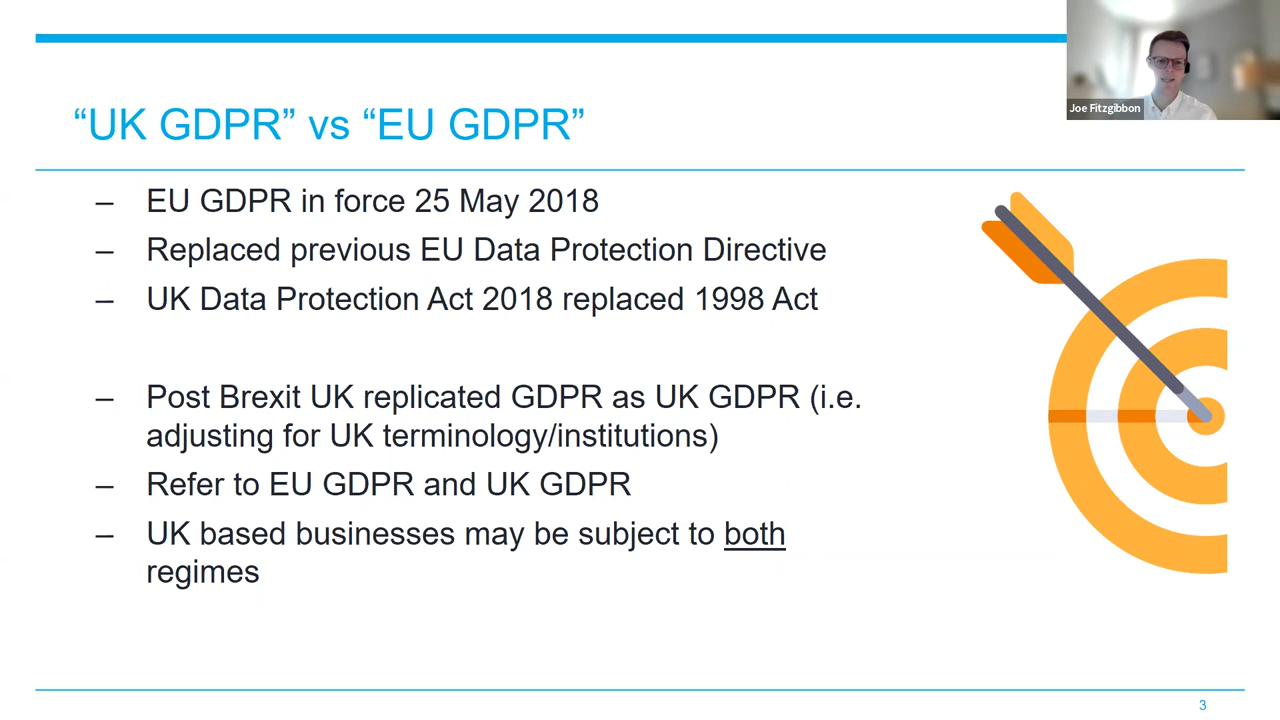 Joe Fitzgibbon
“UK GDPR” vs “EU GDPR”
– EU GDPR in force 25 May 2018
– Replaced previous EU Data Protection Directive
– UK Data Protection Act 2018 replaced 1998 Act
– Post Brexit UK replicated GDPR as UK GDPR (i.e.
adjusting for UK terminology/institutions)
– Refer to EU GDPR and UK GDPR
– UK based businesses may be subject to both
regimes
3